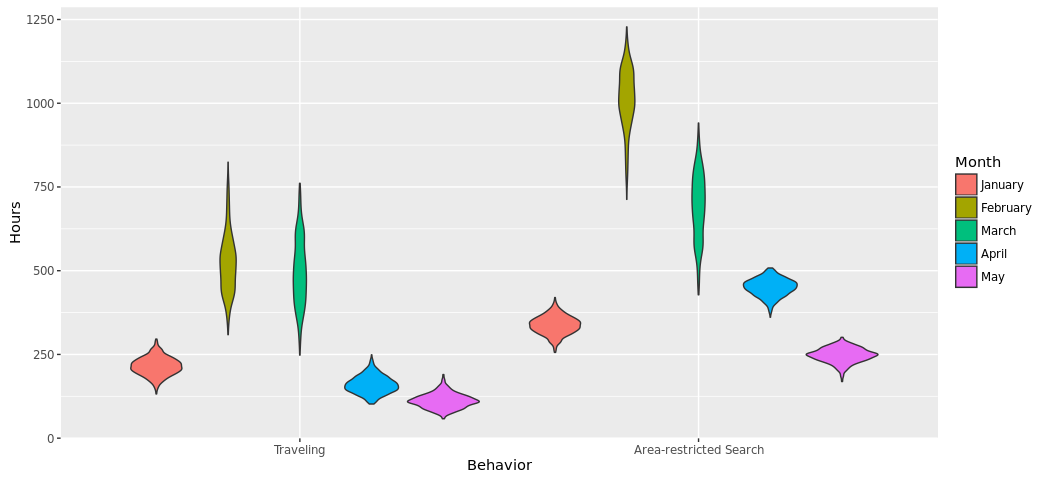 1250
1000
750
500
250
0
Hours
Traveling
Area-restricted Search
Behavior
Month
January
February
March
April
May